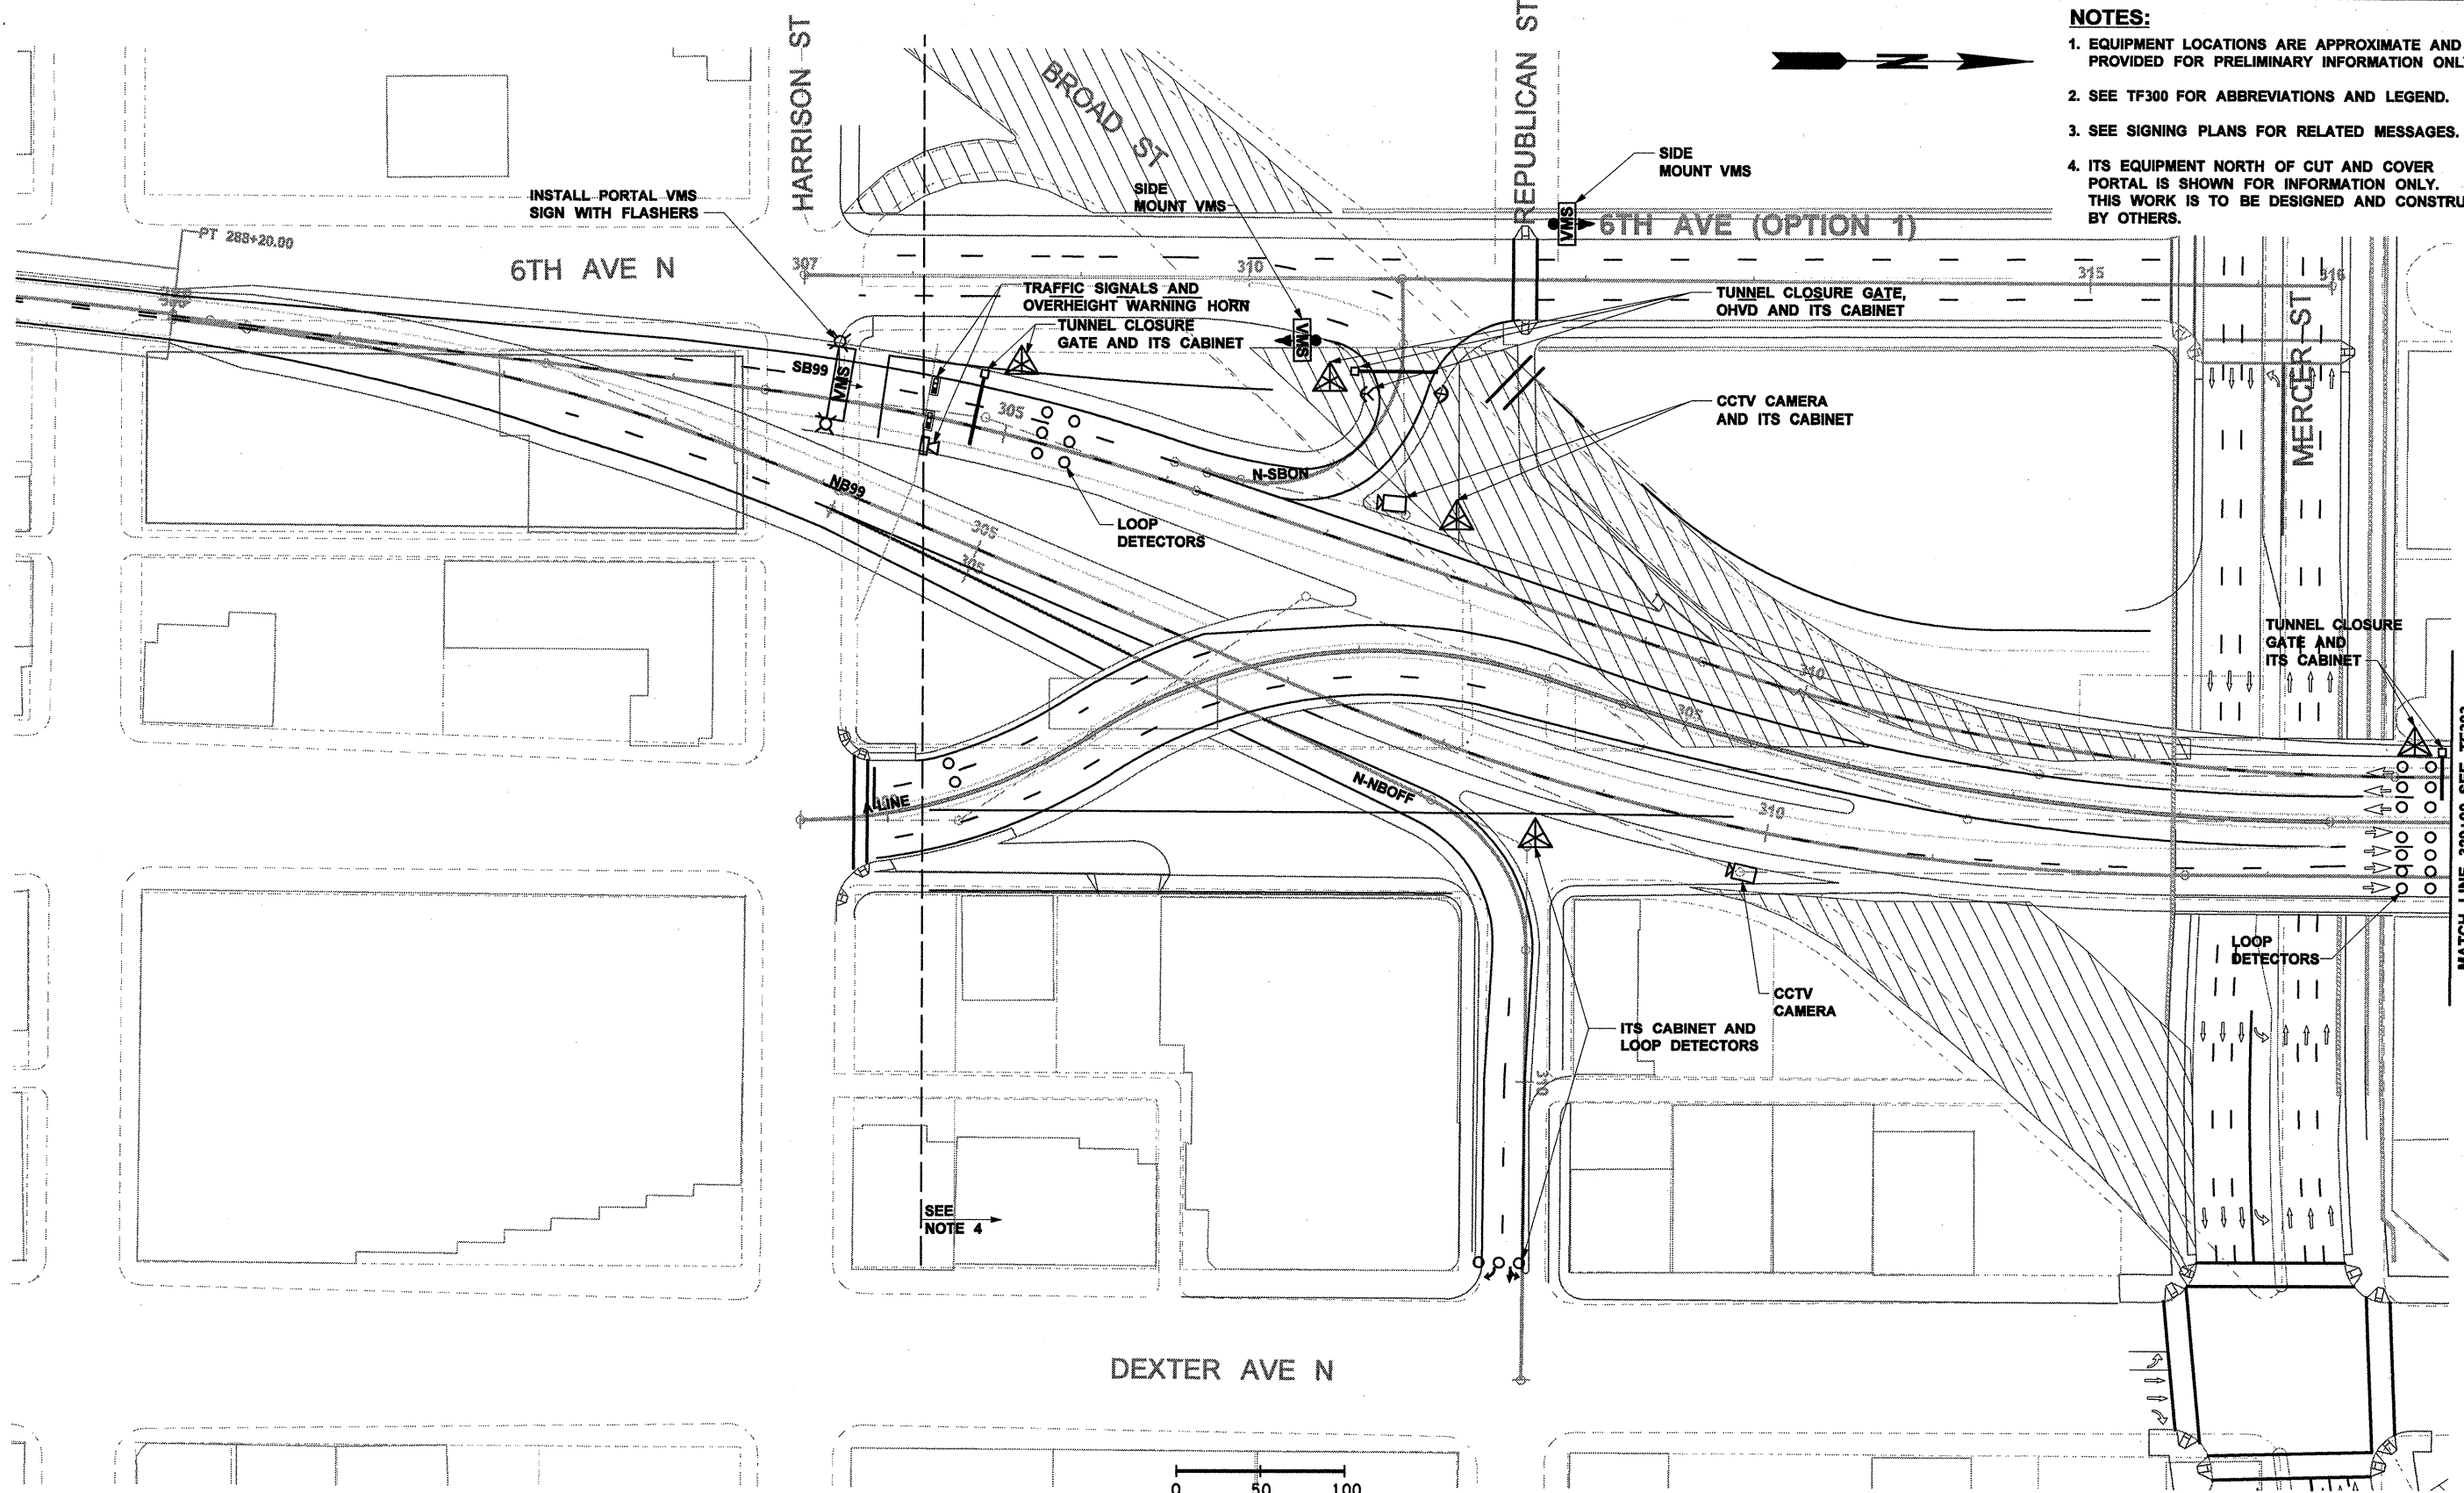 HARRISON ST
BROAD ST
REPUBLICAN ST
N
NOTES:
1. EQUIPMENT LOCATIONS ARE APPROXIMATE AND
PROVIDED FOR PRELIMINARY INFORMATION
2. SEE TF300 FOR ABBREVIATIONS AND LEGEND.
3. SEE SIGNING PLANS FOR RELATED MESSAGES.
4. ITS EQUIPMENT NORTH OF CUT AND COVER
PORTAL IS SHOWN FOR INFORMATION ONLY.
THIS WORK IS TO BE DESIGNED AND
BY OTHERS.
SIDE
MOUNT VMS
INSTALL PORTAL VMS
SIGN WITH FLASHERS
SIDE
MOUNT VMS
VMS
6TH AVE (OPTION 1)
PT 288+20.00
6TH AVE N
307
310
315
316
TRAFFIC SIGNALS AND
OVERHEIGHT WARNING HORN
TUNNEL CLOSURE
GATE AND ITS CABINET
VMS
TUNNEL CLOSURE GATE,
OHVD AND ITS CABINET
MERCER ST
SB99
VMS
305
CCTV CAMERA
AND ITS CABINET
N-SBON
NB99
LOOP
DETECTORS
305
305
TUNNEL CLOSURE
GATE AND
ITS CABINET
310
305
A-LINE
N-NBOFF
310
LOOP
DETECTORS
CCTV
CAMERA
ITS CABINET AND
LOOP DETECTORS
310
SEE
NOTE 4
DEXTER AVE N
0 50 100